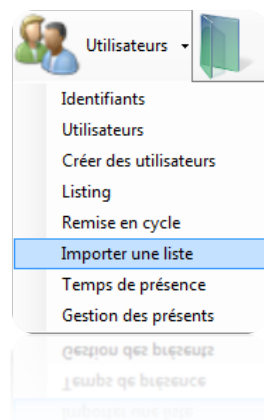 Utilisateurs
Identifiants
Utilisateurs
Créer des utilisateurs
Listing
Remise en cycle
Importer une liste
Temps de présence
Gestion des présents